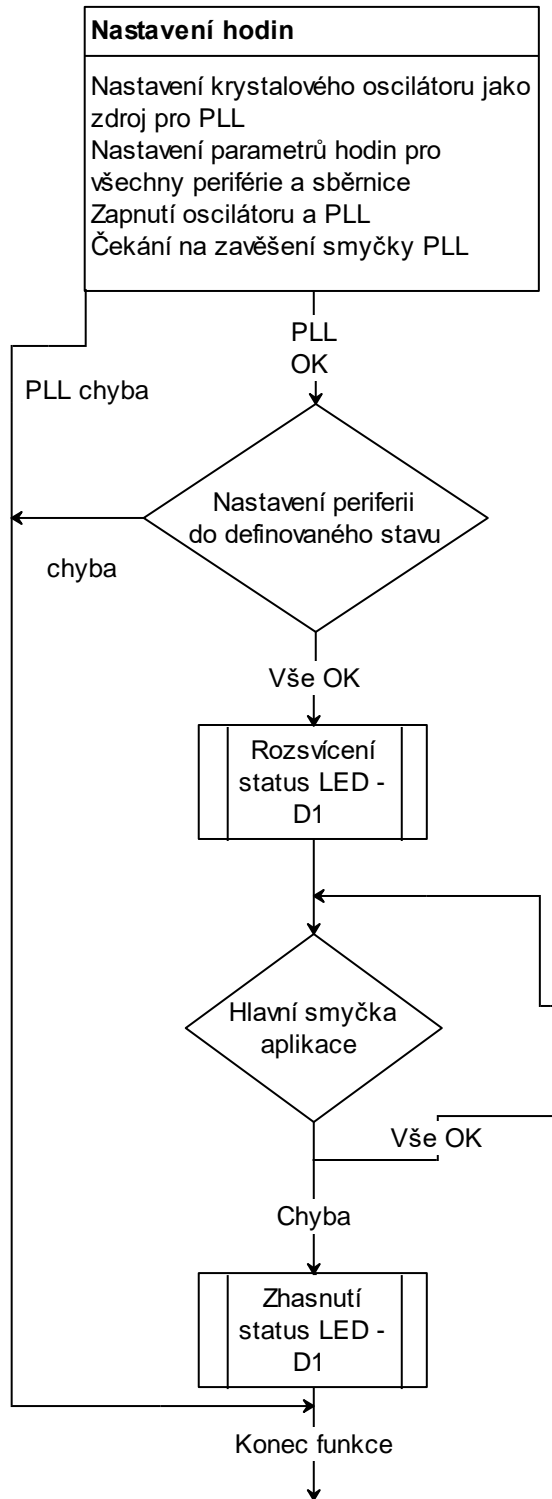 Nastavení hodin
Nastavení krystalového oscilátoru jako
zdroj pro PLL
Nastavení parametrů hodin pro
všechny periférie a sběrnice
Zapnutí oscilátoru a PLL
Čekání na zavěšení smyčky PLL
PLL
OK
PLL chyba
Nastavení periferii
do definovaného stavu
chyba
Vše OK
Rozsvícení
status LED -
D1
Hlavní smyčka
aplikace
Vše OK
Chyba
Zhasnutí
status LED -
D1
Konec funkce